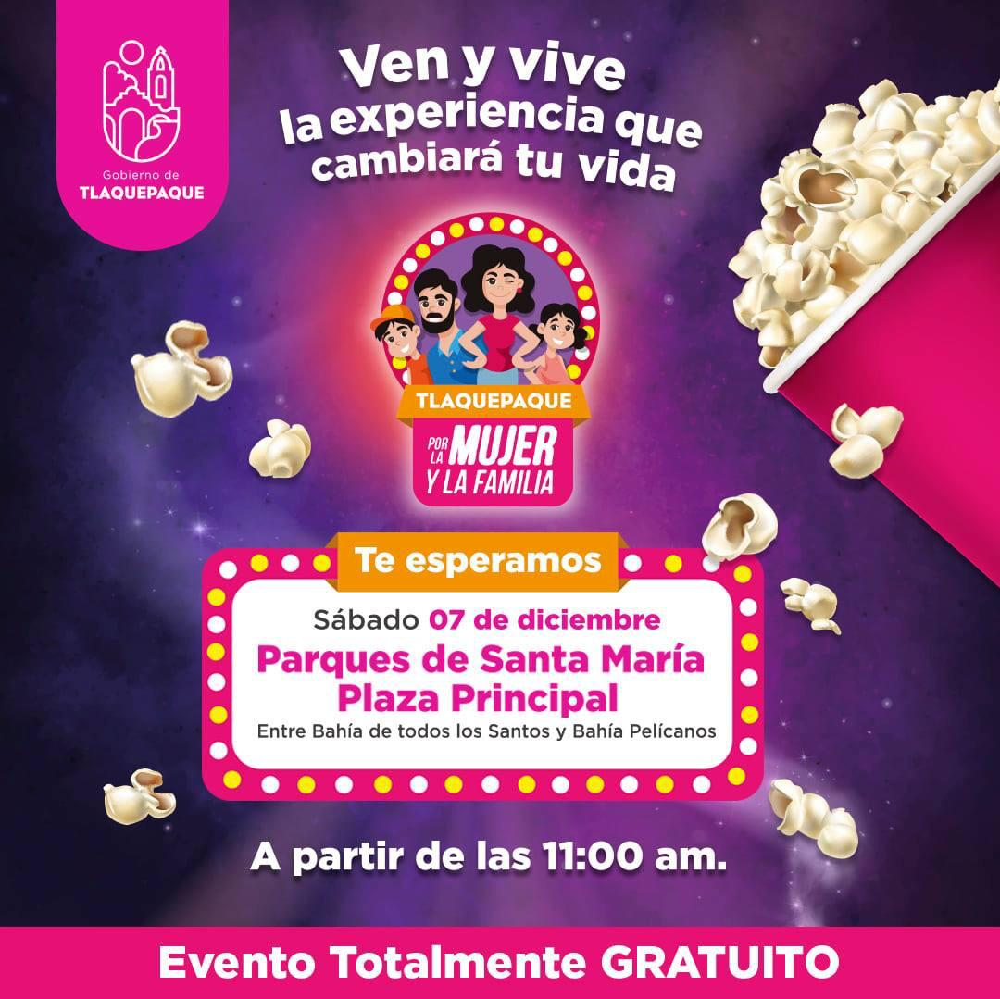 Gobierno de
TLAQUEPAQUE
Ven y vive
la experiencia que
cambiará tu vida
TLAQUEPAQUE
POR LA MUJER
Y LA FAMILIA
Te esperamos
Sábado 07 de diciembre
Parques de Santa María
Plaza Principal
Entre Bahía de todos los Santos y Bahía Pelícanos
A partir de las 11:00 am.
Evento Totalmente GRATUITO